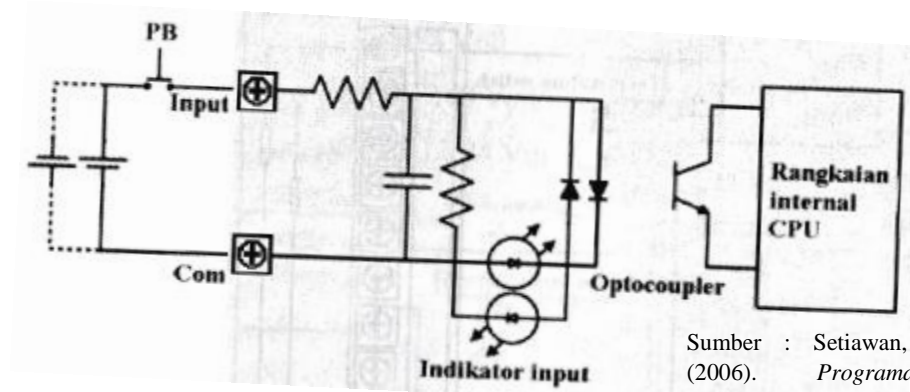 PB
Input
Com
Rangkaian
internal
CPU
Optocoupler
Indikator input
Sumber : Setiawan,
(2006). Programa